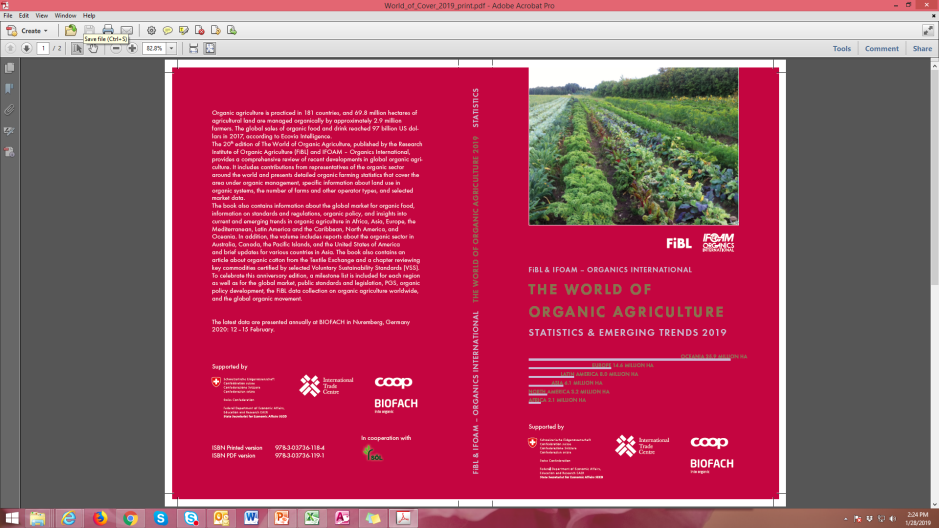 World_of_Cover_2019_print.pdf - Adobe Acrobat Pro
File Edit View Window Help
Create
Save file (Ctrl+S)
1 / 2
82.8%
Tools Comment Share
Organic agriculture is practiced in 181 countries, and 69.8 million hectares of
agricultural land are managed organically by approximately 2.9 million
farmers. The global sales of organic food and drink reached 97 billion US dol-
lars in 2017, according to Ecovia Intelligence.
The 20th edition of The World of Organic Agriculture, published by the Research
Institute of Organic Agriculture (FiBL) and IFOAM – Organics International,
provides a comprehensive review of recent developments in global organic agri-
culture. It includes contributions from representatives of the organic sector
around the world and presents detailed organic farming statistics that cover the
area under organic management, specific information about land use in
organic systems, the number of farms and other operator types, and selected
market data.
The book also contains information about the global market for organic food,
information on standards and regulations, organic policy, and insights into
current and emerging trends in organic agriculture in Africa, Asia, Europe, the
Mediterranean, Latin America and the Caribbean, North America, and
Oceania. In addition, the volume includes reports about the organic sector in
Australia, Canada, the Pacific Islands, and the United States of America
and brief updates for various countries in Asia. The book also contains an
article about organic cotton from the Textile Exchange and a chapter reviewing
key commodities certified by selected Voluntary Sustainability Standards (VSS).
To celebrate this anniversary edition, a milestone list is included for each region
as well as for the global market, public standards and legislation, PGS, organic
policy development, the FiBL data collection on organic agriculture worldwide,
and the global organic movement.
The latest data are presented annually at BIOFACH in Nuremberg, Germany
2020: 12 - 15 February.
Supported by
Schweizerische Eidgenossenschaft
Confédération suisse
Confederazione svizzera
Confederaziun svizra
Swiss Confederation
Federal Department of Economic Affairs,
Education and Research EAER
State Secretariat for Economic Affairs SECO
International
Trade
Centre
coop
BIOFACH
into organic
In cooperation with
SOEL
ISBN Printed version 978-3-03736-118-4
ISBN PDF version 978-3-03736-119-1
FiBL & IFOAM – ORGANICS INTERNATIONAL THE WORLD OF ORGANIC AGRICULTURE 2019 STATISTICS
FiBL
IFOAM
ORGANICS
INTERNATIONAL
FiBL & IFOAM – ORGANICS INTERNATIONAL
THE WORLD OF
ORGANIC AGRICULTURE
STATISTICS & EMERGING TRENDS 2019
OCEANIA 35.9 MILLION HA
EUROPE 14.6 MILLION HA
LATIN AMERICA 8.0 MILLION HA
ASIA 6.1 MILLION HA
NORTH AMERICA 3.2 MILLION HA
AFRICA 2.1 MILLION HA
Supported by
Schweizerische Eidgenossenschaft
Confédération suisse
Confederazione svizzera
Confederaziun svizra
Swiss Confederation
Federal Department of Economic Affairs,
Education and Research EAER
State Secretariat for Economic Affairs SECO
International
Trade
Centre
coop
BIOFACH
into organic
2:24 PM
1/28/2019